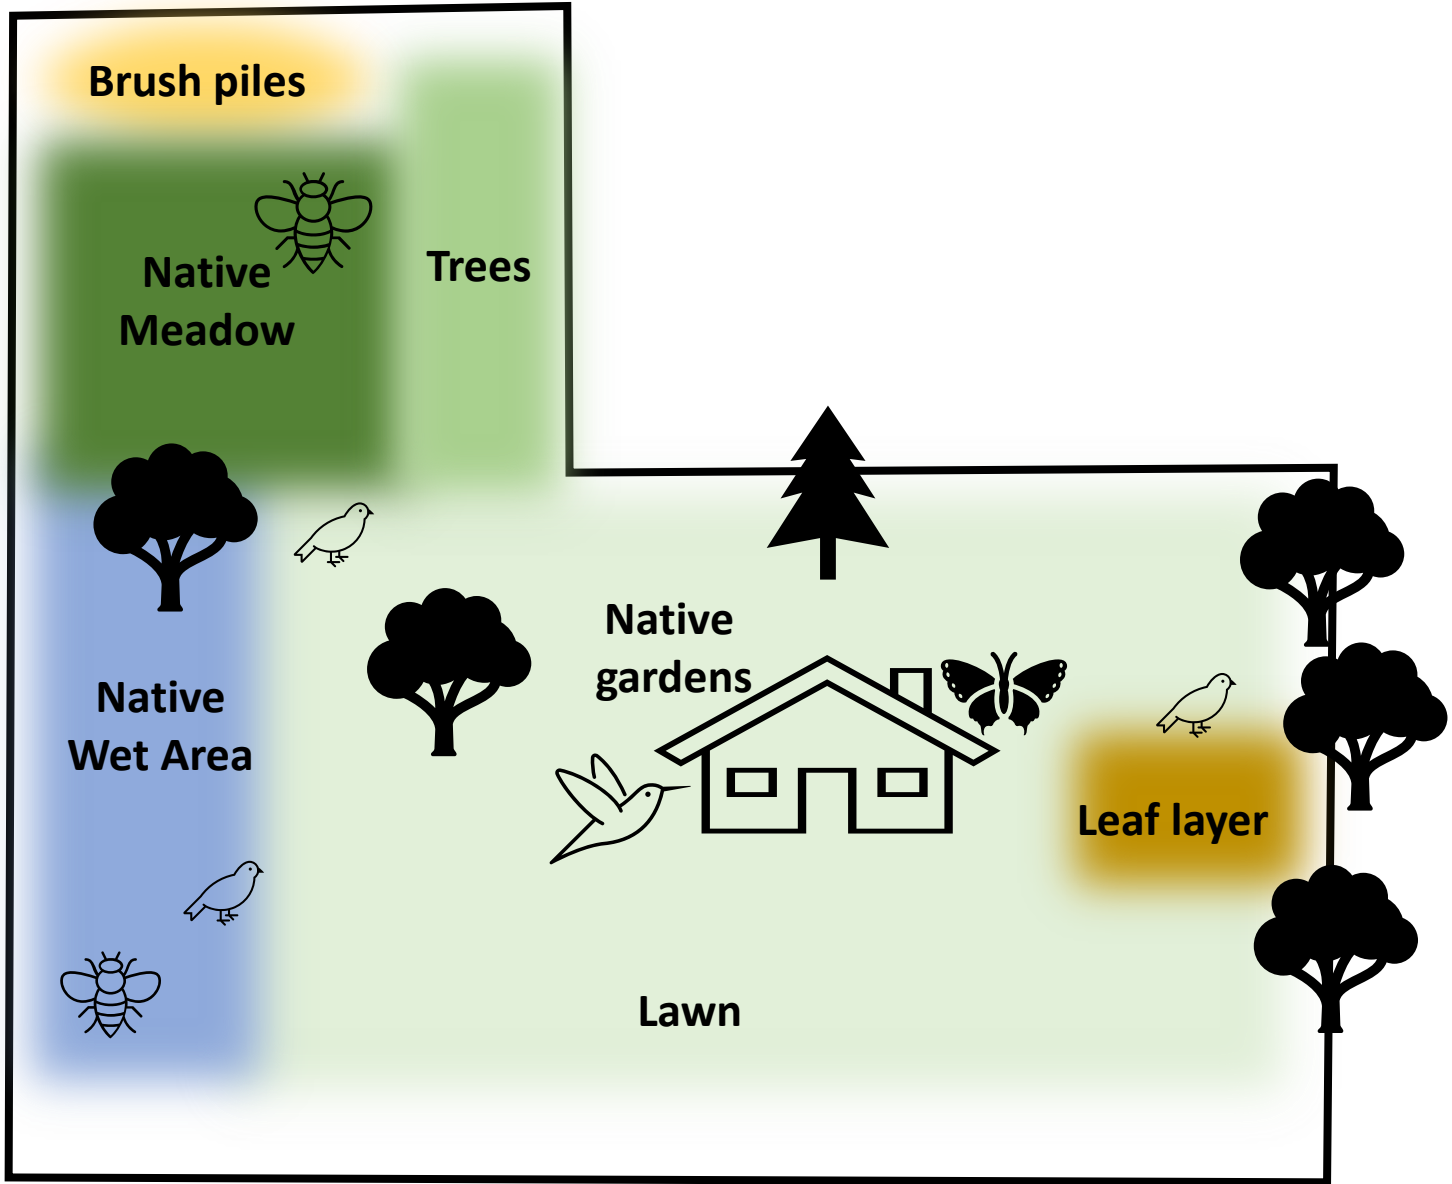 Brush piles
Native
Meadow
Trees
Native
gardens
Native
Wet Area
Leaf layer
Lawn